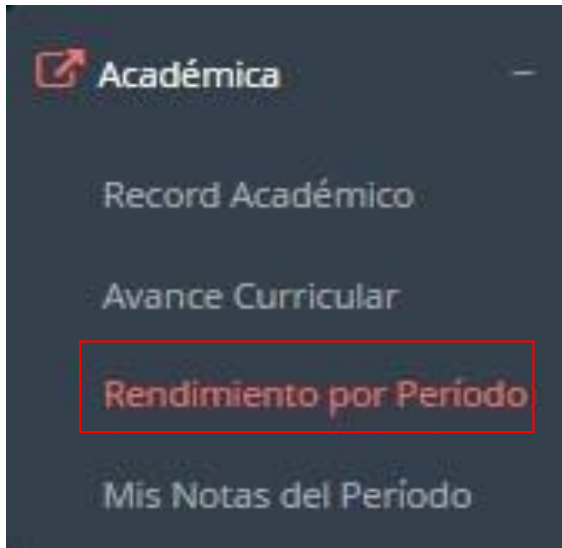 Académica
Record Académico
Avance Curricular
Rendimiento por Período
Mis Notas del Período